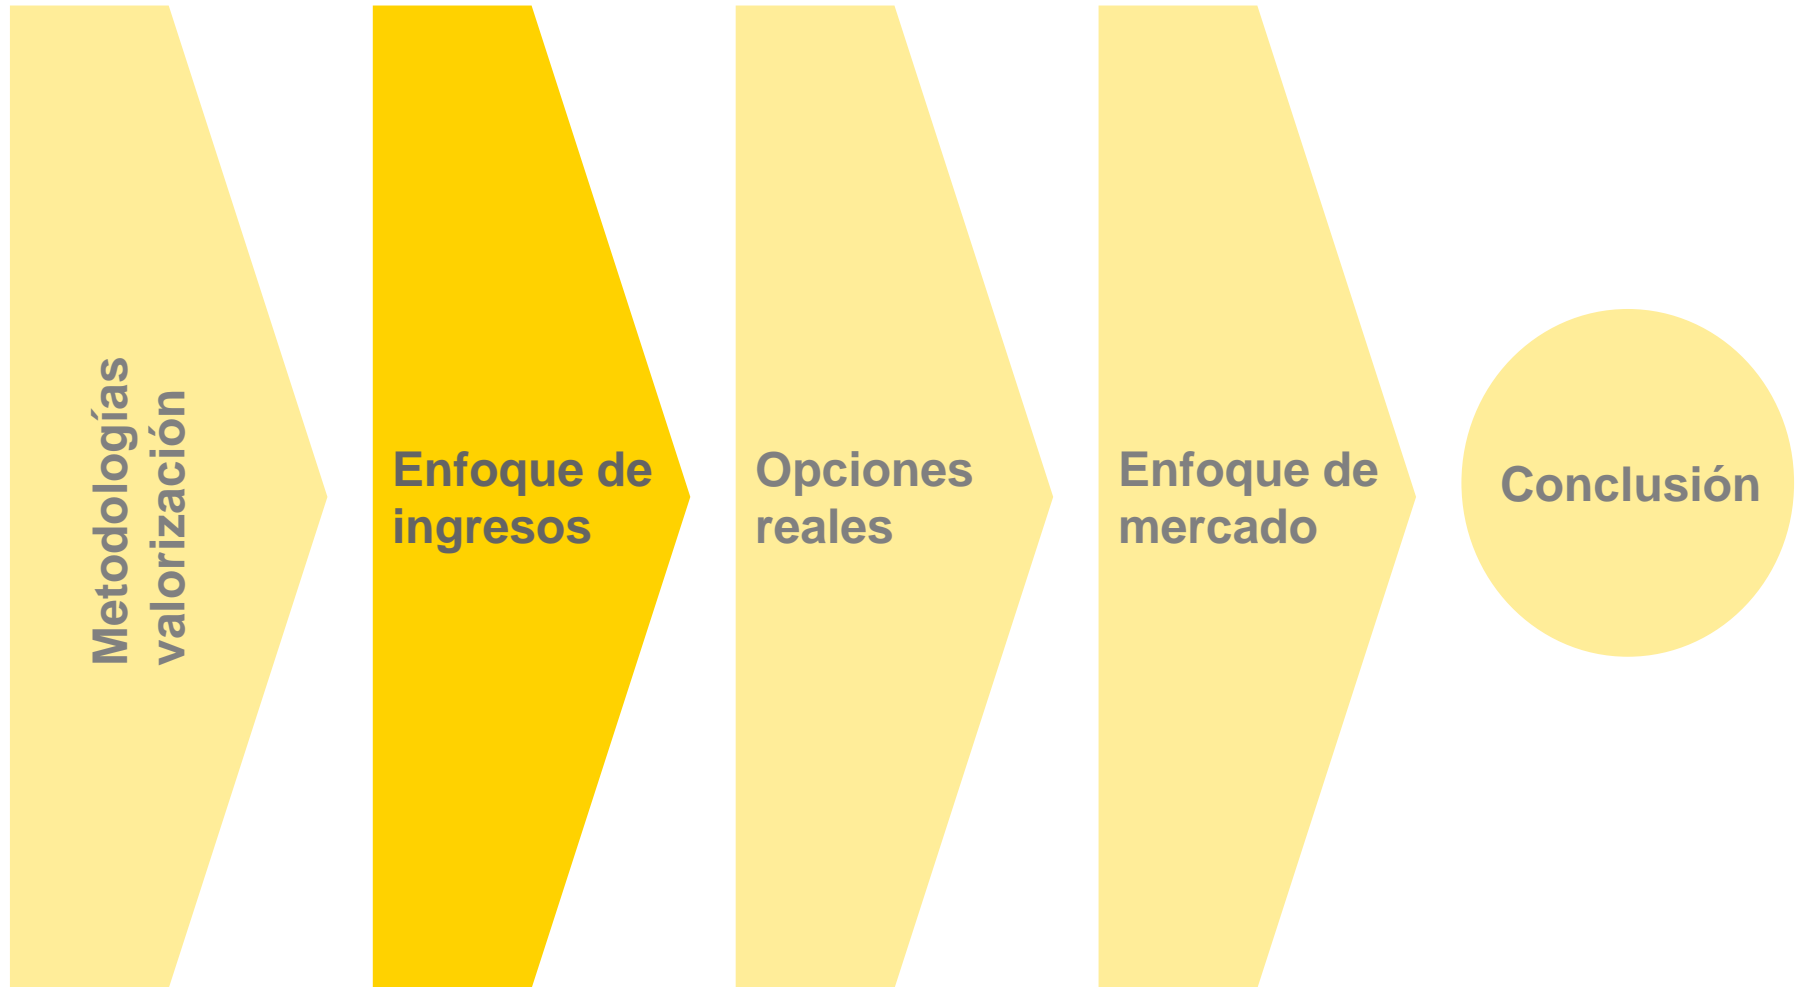 Metodologías
valorización
Enfoque de
ingresos
Opciones
reales
Enfoque de
mercado
Conclusión